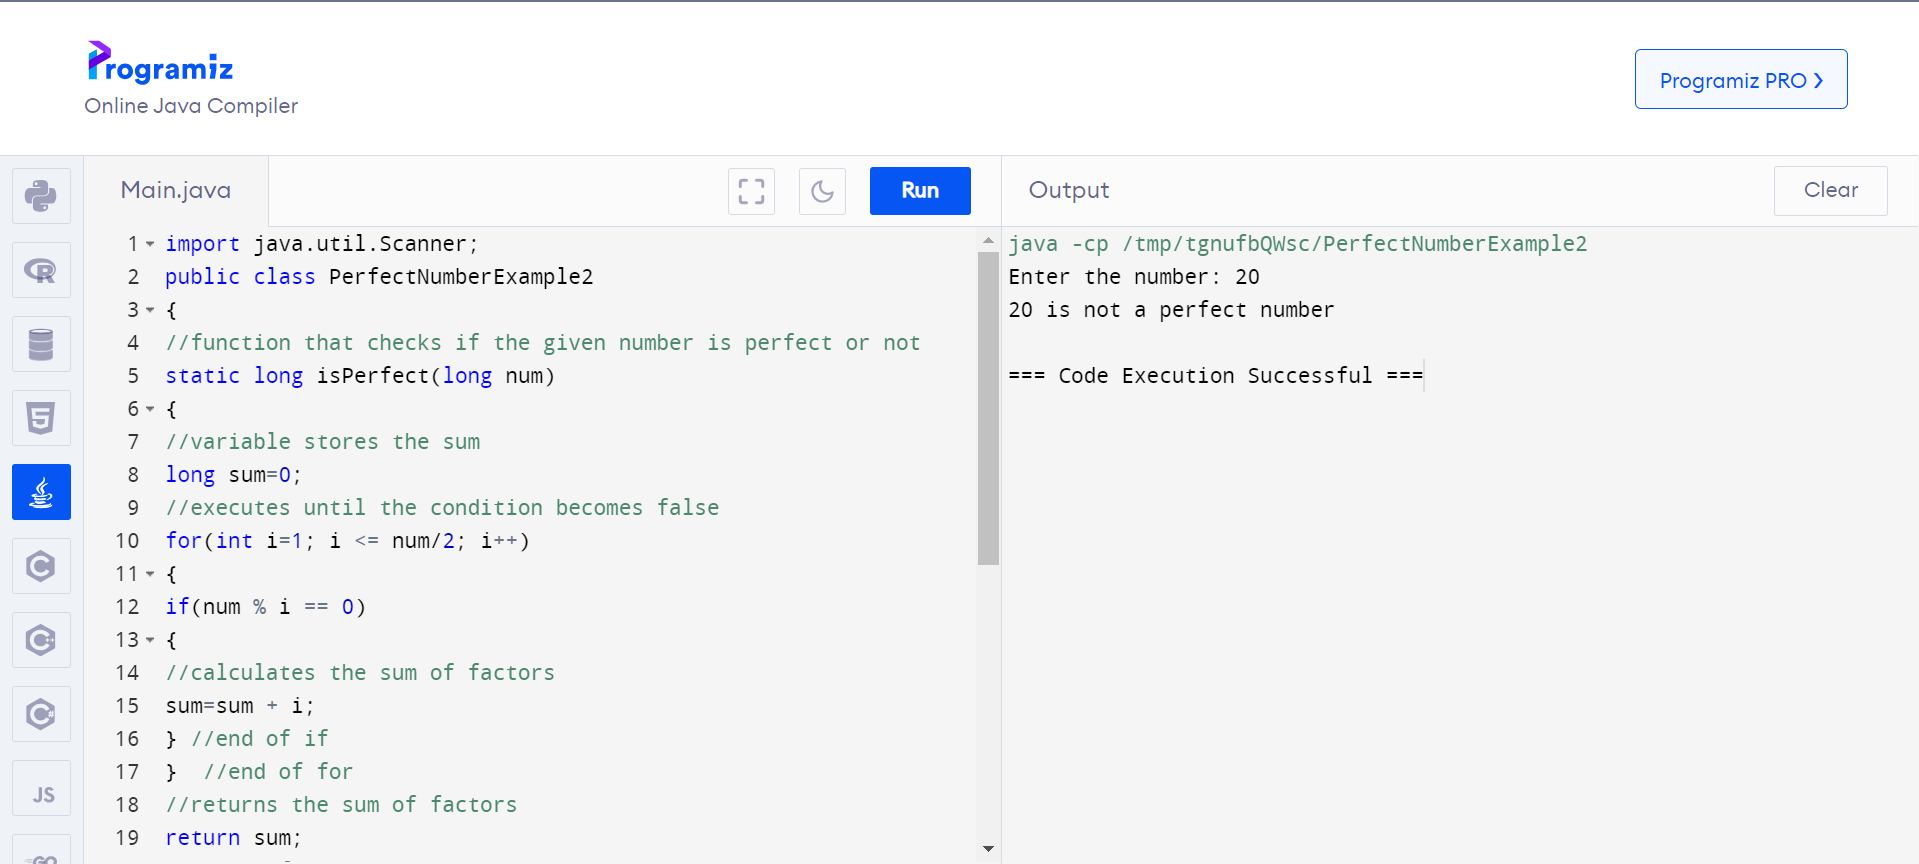 Programiz
Online Java Compiler
Programiz PRO ❯
Main.java
Run
Output
Clear
1 import java.util.Scanner;
2 public class PerfectNumberExample2
3 {
4 //function that checks if the given number is perfect or not
5 static long isPerfect(long num)
6 {
7 //variable stores the sum
8 long sum=0;
9 //executes until the condition becomes false
10 for(int i=1; i <= num/2; i++)
11 {
12 if(num % i == 0)
13 {
14 //calculates the sum of factors
15 sum=sum + i;
16 } //end of if
17 }  //end of for
18 //returns the sum of factors
19 return sum;
java -cp /tmp/tgnufbQWsc/PerfectNumberExample2
Enter the number: 20
20 is not a perfect number
=== Code Execution Successful ===
R
5
C
C++
C#
JS
GO